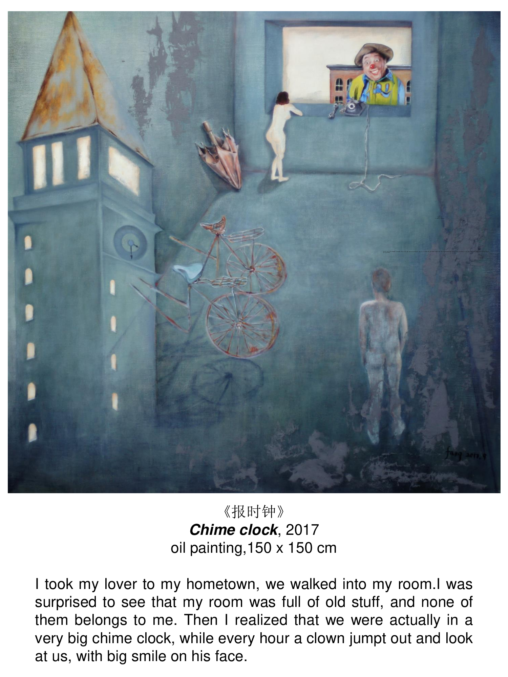 《报时钟》
Chime clock, 2017
oil painting,150 x 150 cm
I took my lover to my hometown, we walked into my room.I was
surprised to see that my room was full of old stuff, and none of
them belongs to me. Then I realized that we were actually in a
very big chime clock, while every hour a clown jumpt out and look
at us, with big smile on his face.